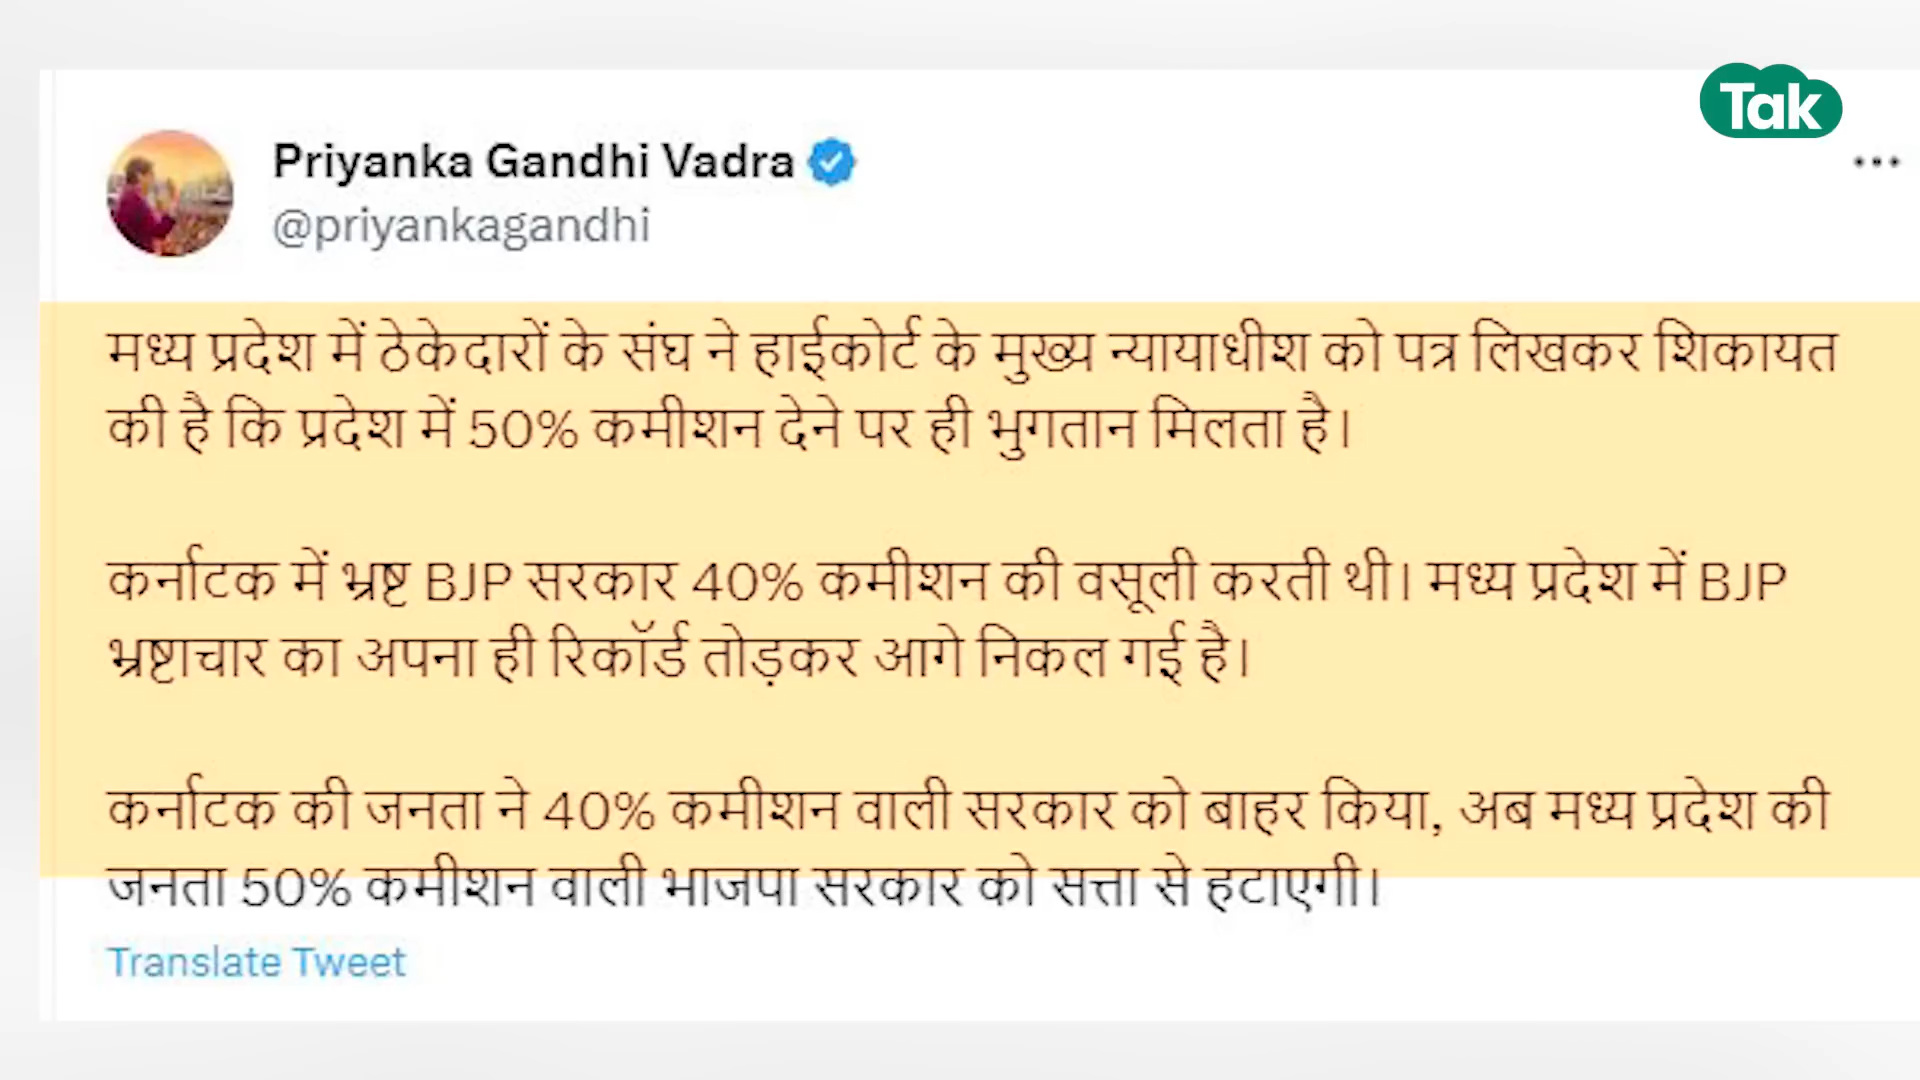 Tak
Priyanka Gandhi Vadra
@priyankagandhi
मध्य प्रदेश में ठेकेदारों के संघ ने हाईकोर्ट के मुख्य न्यायाधीश को पत्र लिखकर शिकायत
की है कि प्रदेश में 50% कमीशन देने पर ही भुगतान मिलता है।
कर्नाटक में भ्रष्ट BJP सरकार 40% कमीशन की वसूली करती थी। मध्य प्रदेश में BJP
भ्रष्टाचार का अपना ही रिकॉर्ड तोड़कर आगे निकल गई है।
कर्नाटक की जनता ने 40% कमीशन वाली सरकार को बाहर किया, अब मध्य प्रदेश की
जनता 50% कमीशन वाली भाजपा सरकार को सत्ता से हटाएगी।
Translate Tweet